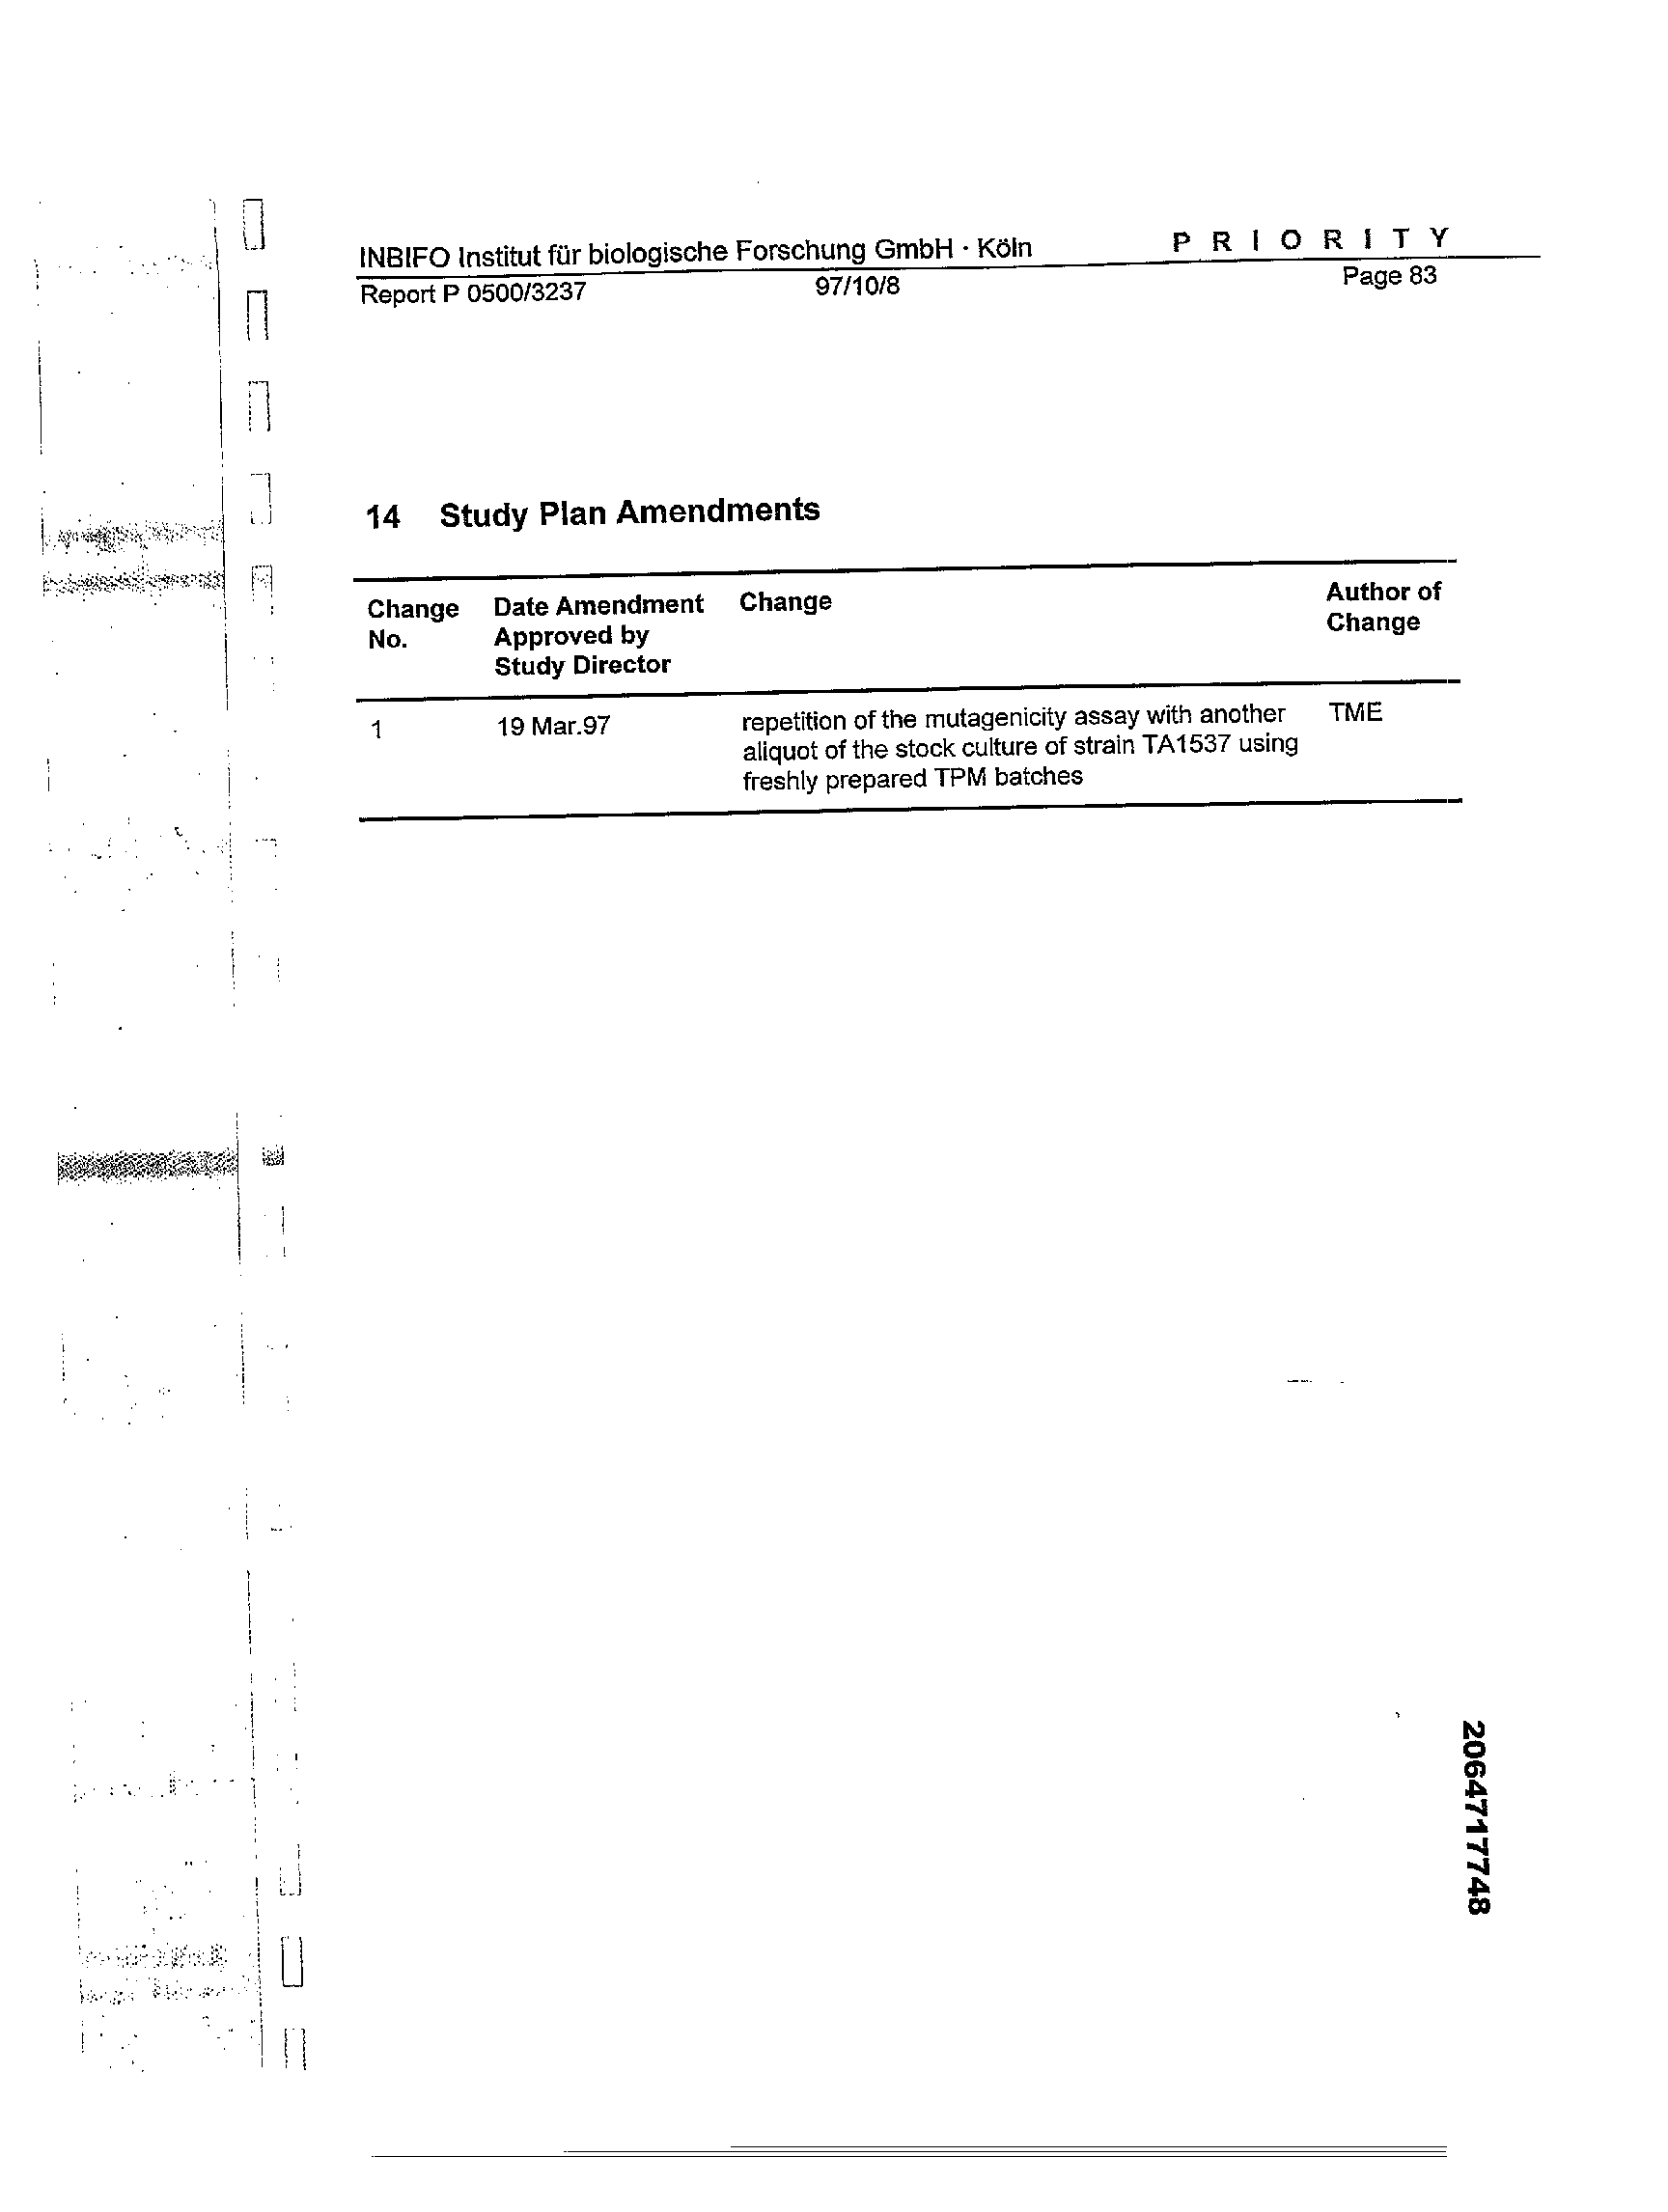 INBIFO Institut für biologische Forschung GmbH · Köln
P R I O R I T Y
Report P 0500/3237
97/10/8
Page 83
14 Study Plan Amendments
Change No.
Date Amendment Approved by Study Director
Change
Author of Change
1
19 Mar.97
repetition of the mutagenicity assay with another
aliquot of the stock culture of strain TA1537 using
freshly prepared TPM batches
TME
2064717748